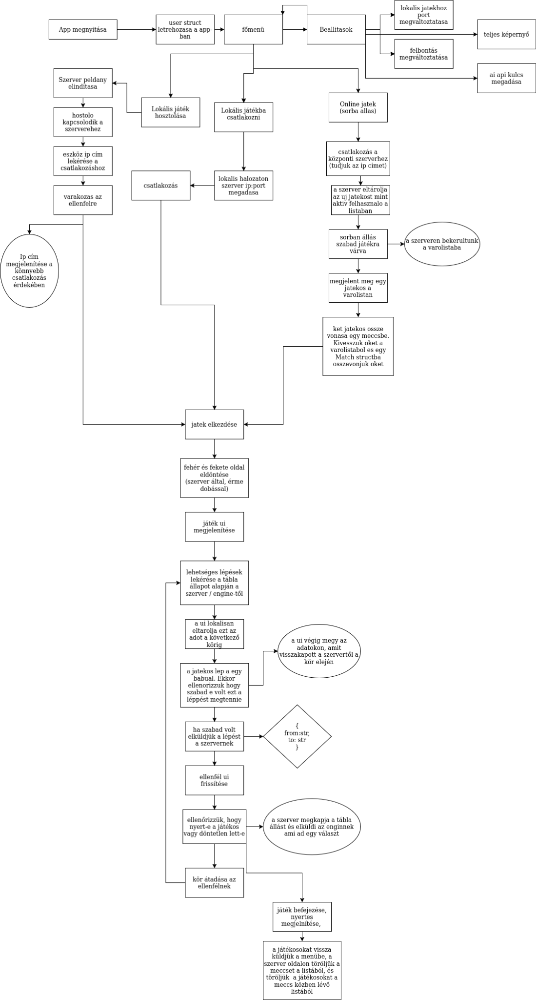 App megnyitása
user struct
letrehozasa a app-
ban
főmenü
Beallitasok
lokalis jatekhoz
port
megvaltoztatasa
teljes képernyő
felbontás
megváltoztatása
ai api kulcs
megadása
Szerver peldany
elinditasa
Lokális játék
hosztolása
Lokális játékba
csatlakozni
Online jatek
(sorba allas)
hostolo
kapcsolodik a
szerverehez
eszköz ip cím
lekérése a
csatlakozáshoz
varakozas az
ellenfelre
csatlakozás
lokalis halozaton
szerver ip:port
megadasa
csatlakozás a
központi szerverhez
(tudjuk az ip cimet)
a szerver eltárolja
az uj jatekost mint
aktiv felhasznalo a
listaban
sorban állás
szabad játékra
várva
a szerveren bekerultunk
a varolistaba
Ip cím
megjelenítése a
könnyebb
csatlakozás
érdekében
megjelent meg egy
jatekos a
varolistan
ket jatekos ossze
vonasa egy meccsbe.
Kivesszuk oket a
varolistabol es egy
Match structba
osszevonjuk oket
jatek elkezdése
fehér és fekete oldal
eldöntése
(szerver által, érme
dobással)
játék ui
megjelenítése
lehetséges lépések
lekérése a tábla
állapot alapján a
szerver / engine-től
a ui lokalisan
eltarolja ezt az
adot a következő
körig
a ui végig megy az
adatokon, amit
visszakapott a szervertől a
kör elején
a jatekos lep a egy
babual. Ekkor
ellenorizzuk hogy
szabad e volt ezt a
léppést megtennie
ha szabad volt
elküldjük a lépést
a szervernek
{
from:str,
to: str
}
ellenfél ui
frissítése
ellenőrizzük, hogy
nyert-e a játékos
vagy döntetlen lett-e
a szerver megkapja a tábla
állást és elküldi az enginnek
ami ad egy választ
kör átadása az
ellenfélnek
játék befejezése,
nyertes
megjelnítése,
a játékosokat vissza
küldjük a menübe, a
szerver oldalon töröljük a
meccset a listából, és
töröljük  a játékosokat a
meccs közben lévő
listából